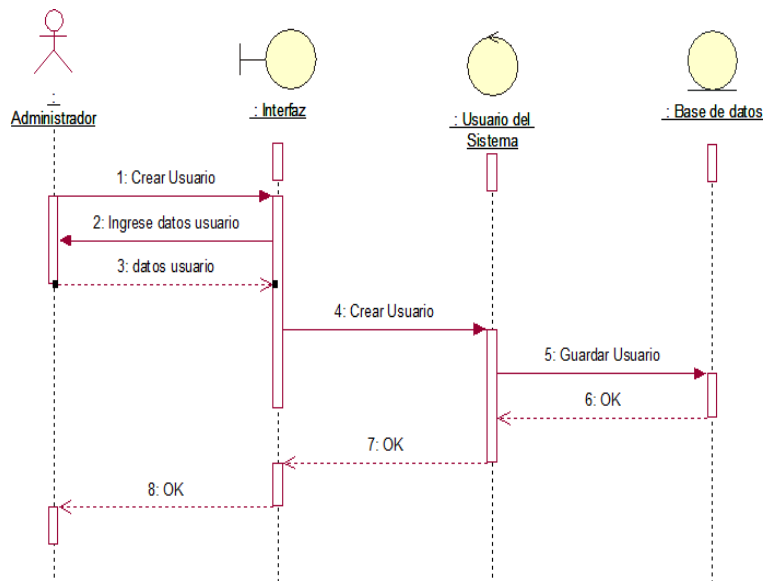 :
Administrador
: Interfaz
: Usuario del
Sistema
: Base de datos
1: Crear Usuario
2: Ingrese datos usuario
3: datos usuario
4: Crear Usuario
5: Guardar Usuario
6: OK
7: OK
8: OK